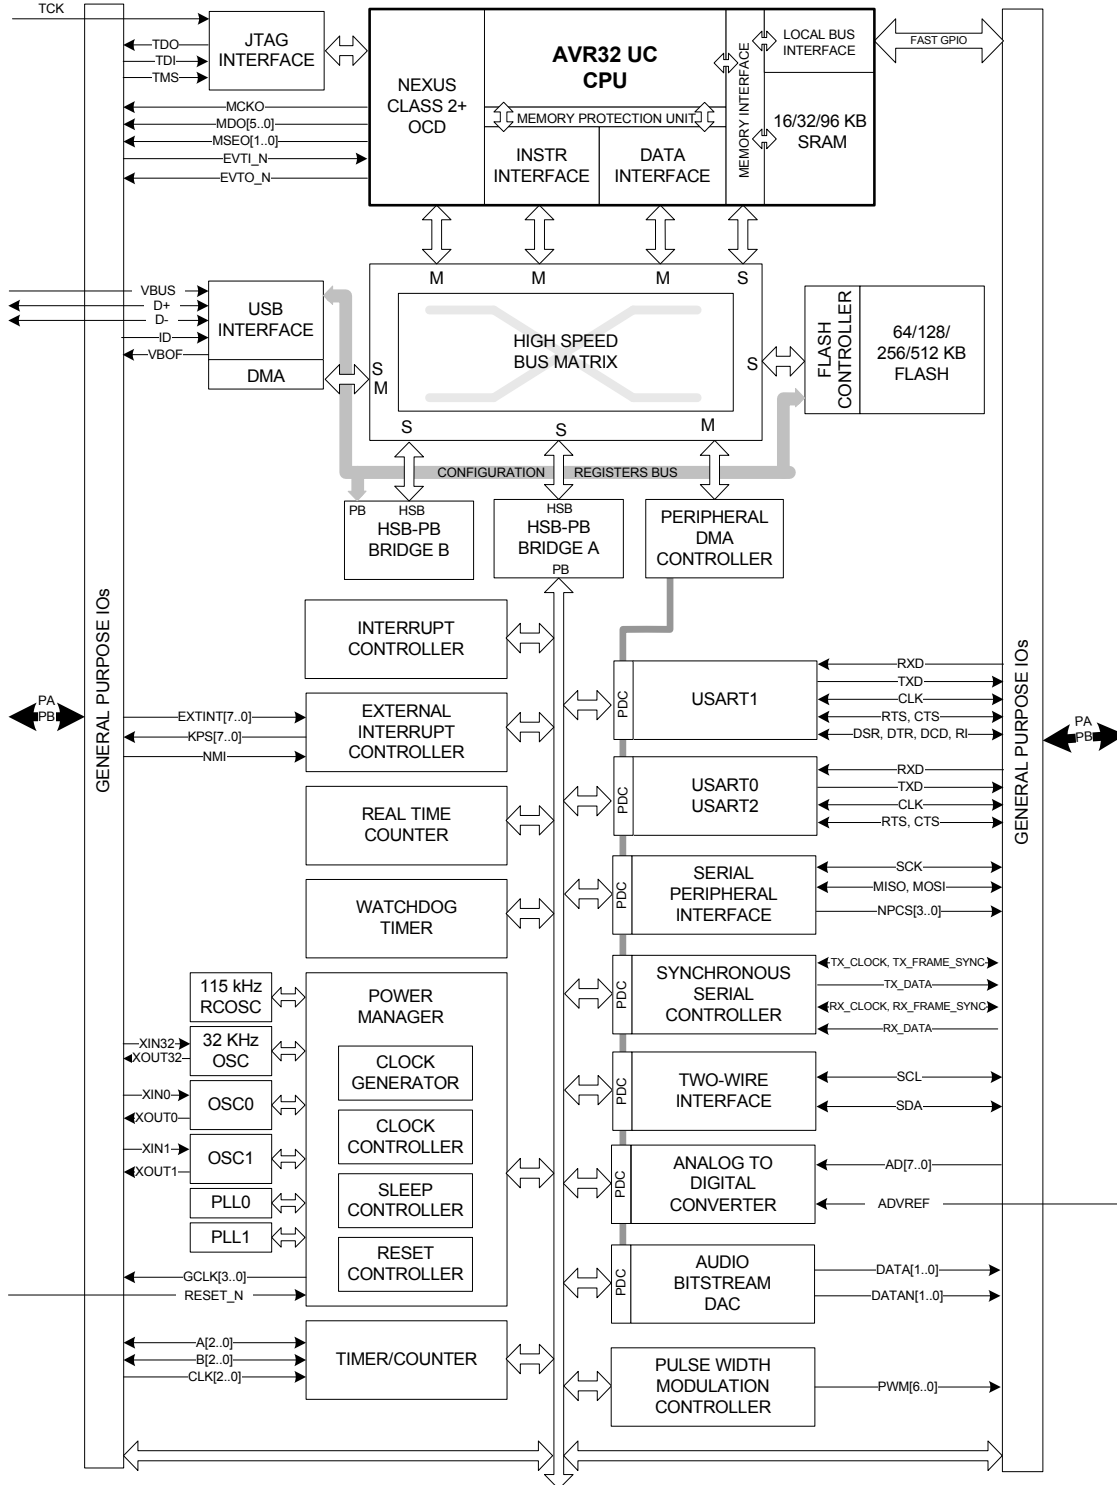 TCK
TDO
TDI
TMS
JTAG
INTERFACE
MCKO
MDO[5..0]
MSEO[1..0]
EVTI_N
EVTO_N
NEXUS
CLASS 2+
OCD
AVR32 UC
CPU
MEMORY PROTECTION UNIT
INSTR
INTERFACE
DATA
INTERFACE
MEMORY INTERFACE
LOCAL BUS
INTERFACE
16/32/96 KB
SRAM
FAST GPIO
M
M
M
S
VBUS
D+
D-
ID
VBOF
USB
INTERFACE
DMA
S
M
HIGH SPEED
BUS MATRIX
S
FLASH
CONTROLLER
64/128/
256/512 KB
FLASH
S
S
M
CONFIGURATION REGISTERS BUS
PB
HSB
HSB-PB
BRIDGE B
HSB
HSB-PB
BRIDGE A
PB
PERIPHERAL
DMA
CONTROLLER
GENERAL PURPOSE IOs
PA
PB
INTERRUPT
CONTROLLER
EXTINT[7..0]
KPS[7..0]
NMI
EXTERNAL
INTERRUPT
CONTROLLER
REAL TIME
COUNTER
WATCHDOG
TIMER
115 kHz
RCOSC
XIN32
XOUT32
32 KHz
OSC
XIN0
XOUT0
OSC0
XIN1
XOUT1
OSC1
PLL0
PLL1
GCLK[3..0]
RESET_N
POWER
MANAGER
CLOCK
GENERATOR
CLOCK
CONTROLLER
SLEEP
CONTROLLER
RESET
CONTROLLER
A[2..0]
B[2..0]
CLK[2..0]
TIMER/COUNTER
PDC
USART1
RXD
TXD
CLK
RTS, CTS
DSR, DTR, DCD, RI
PDC
USART0
USART2
RXD
TXD
CLK
RTS, CTS
PDC
SERIAL
PERIPHERAL
INTERFACE
SCK
MISO, MOSI
NPCS[3..0]
PDC
SYNCHRONOUS
SERIAL
CONTROLLER
TX_CLOCK, TX_FRAME_SYNC
TX_DATA
RX_CLOCK, RX_FRAME_SYNC
RX_DATA
PDC
TWO-WIRE
INTERFACE
SCL
SDA
PDC
ANALOG TO
DIGITAL
CONVERTER
AD[7..0]
ADVREF
PDC
AUDIO
BITSTREAM
DAC
DATA[1..0]
DATAN[1..0]
PULSE WIDTH
MODULATION
CONTROLLER
PWM[6..0]
GENERAL PURPOSE IOs
PA
PB